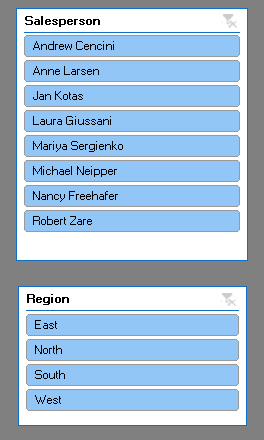 Salesperson
Andrew Cencini
Anne Larsen
Jan Kotas
Laura Giussani
Mariya Sergienko
Michael Neipper
Nancy Freehafer
Robert Zare
Region
East
North
South
West